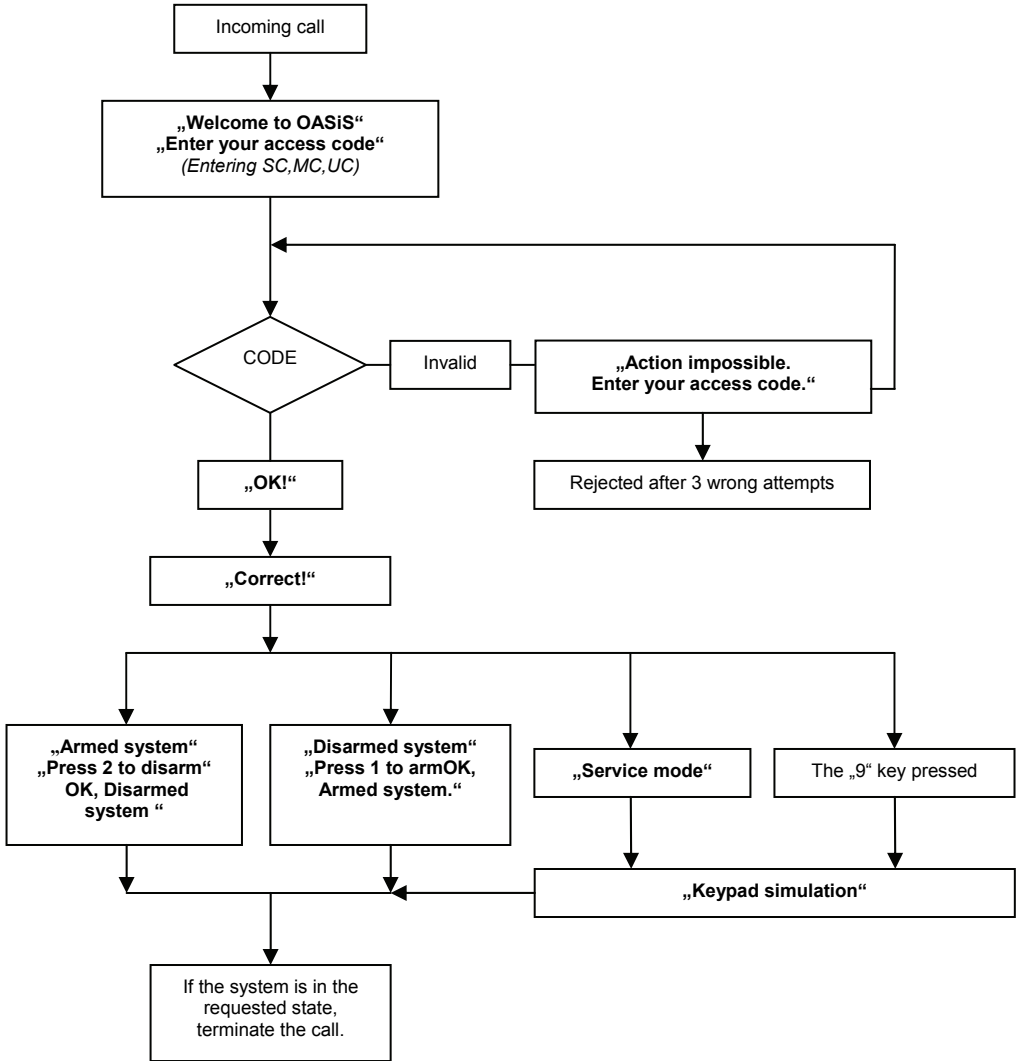 Incoming call
„Welcome to OASiS“
„Enter your access code“
(Entering SC,MC,UC)
CODE
Invalid
„Action impossible.
Enter your access code.“
„OK!“
Rejected after 3 wrong attempts
„Correct!“
„Armed system“
„Press 2 to disarm“
OK, Disarmed
system “
„Disarmed system“
„Press 1 to armOK,
Armed system.“
„Service mode“
The „9“ key pressed
„Keypad simulation“
If the system is in the
requested state,
terminate the call.